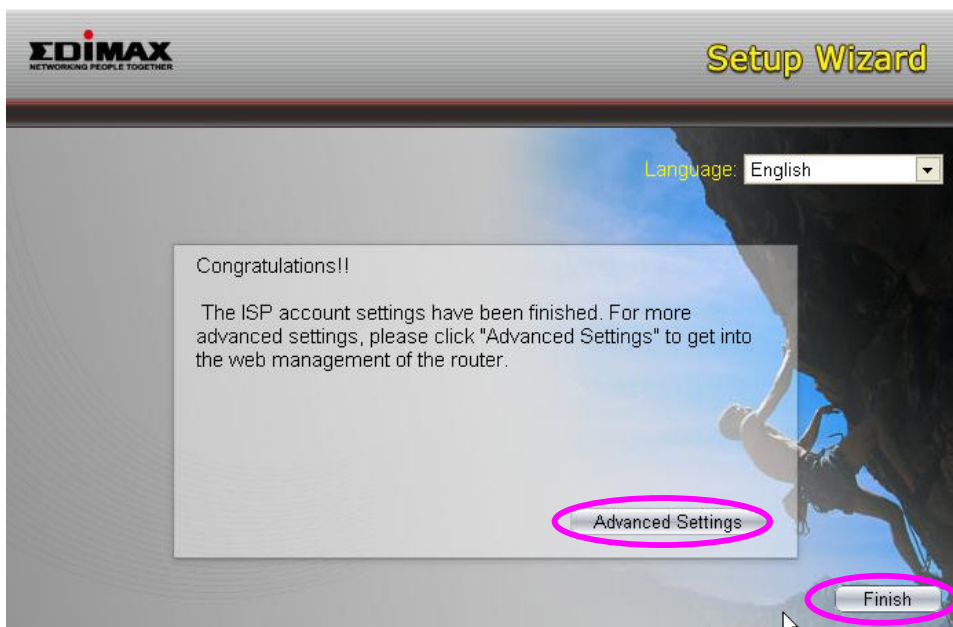 EDIMAX
NETWORKING PEOPLE TOGETHER
Setup Wizard
Language: English
Congratulations!!
The ISP account settings have been finished. For more
advanced settings, please click "Advanced Settings" to get into
the web management of the router.
Advanced Settings
Finish